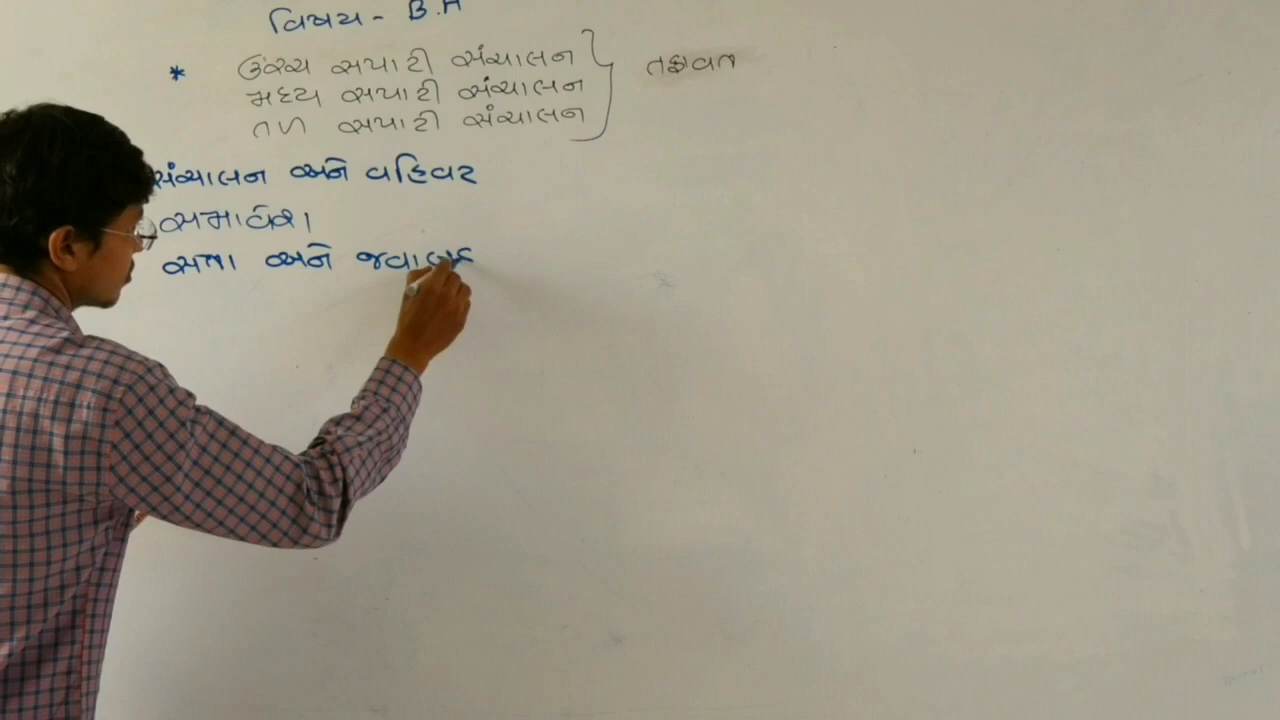 વિષય - B.A
* ઉચ્ચ સપાટી સંચાલન
મધ્ય સપાટી સંચાલન
તળ સપાટી સંચાલન
તફાવત
સંચાલન અને વહિવટ
સમાવેશ
સત્તા અને જવાબદ